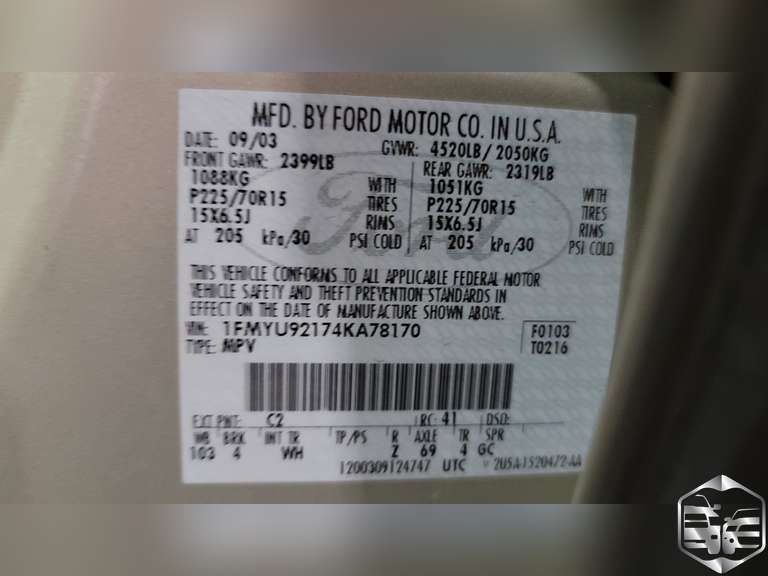 MFD. BY FORD MOTOR CO. IN U.S.A.
DATE: 09/03 GVWR: 4520LB/ 2050KG
FRONT GAWR: 2399LB REAR GAWR: 2319LB
1088KG WITH 1051KG WITH
P225/70R15 TIRES P225/70R15 TIRES
15X6.5J RIMS 15X6.5J RIMS
AT 205 kPa/30 PSI COLD AT 205 kPa/30 PSI COLD
Ford
THIS VEHICLE CONFORMS TO ALL APPLICABLE FEDERAL MOTOR
VEHICLE SAFETY AND THEFT PREVENTION STANDARDS IN
EFFECT ON THE DATE OF MANUFACTURE SHOWN ABOVE.
VIN: 1FMYU92174KA78170 F0103
TYPE: MPV T0216
EXT PNT: C2 RC: 41 DSO:
WB BRK INT TR TP/PS R AXLE TR SPR
103 4 WH Z 69 4 GC
1200309124747 UTC V 2U5A-1520472-AA